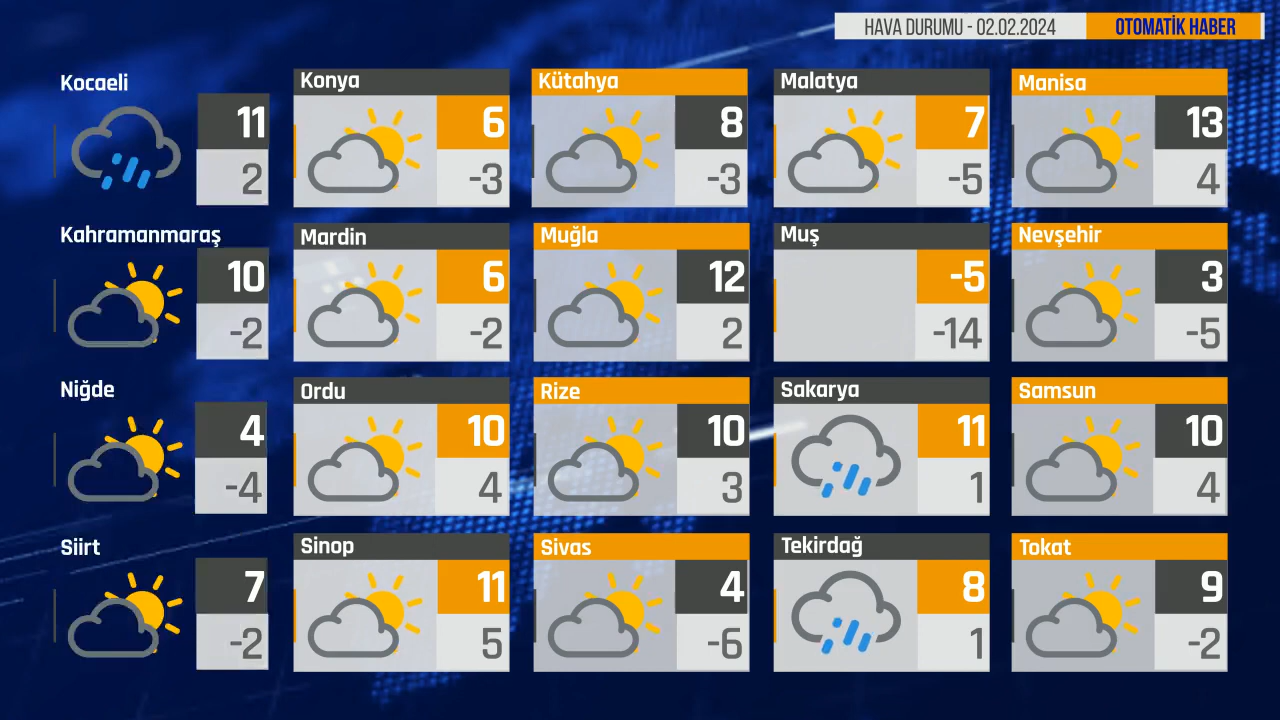 HAVA DURUMU - 02.02.2024 OTOMATİK HABER
Kocaeli
11
2
Konya
6
-3
Kütahya
8
-3
Malatya
7
-5
Manisa
13
4
Kahramanmaraş
10
-2
Mardin
6
-2
Muğla
12
2
Muş
-5
-14
Nevşehir
3
-5
Niğde
4
-4
Ordu
10
4
Rize
10
3
Sakarya
11
1
Samsun
10
4
Siirt
7
-2
Sinop
11
5
Sivas
4
-6
Tekirdağ
8
1
Tokat
9
-2